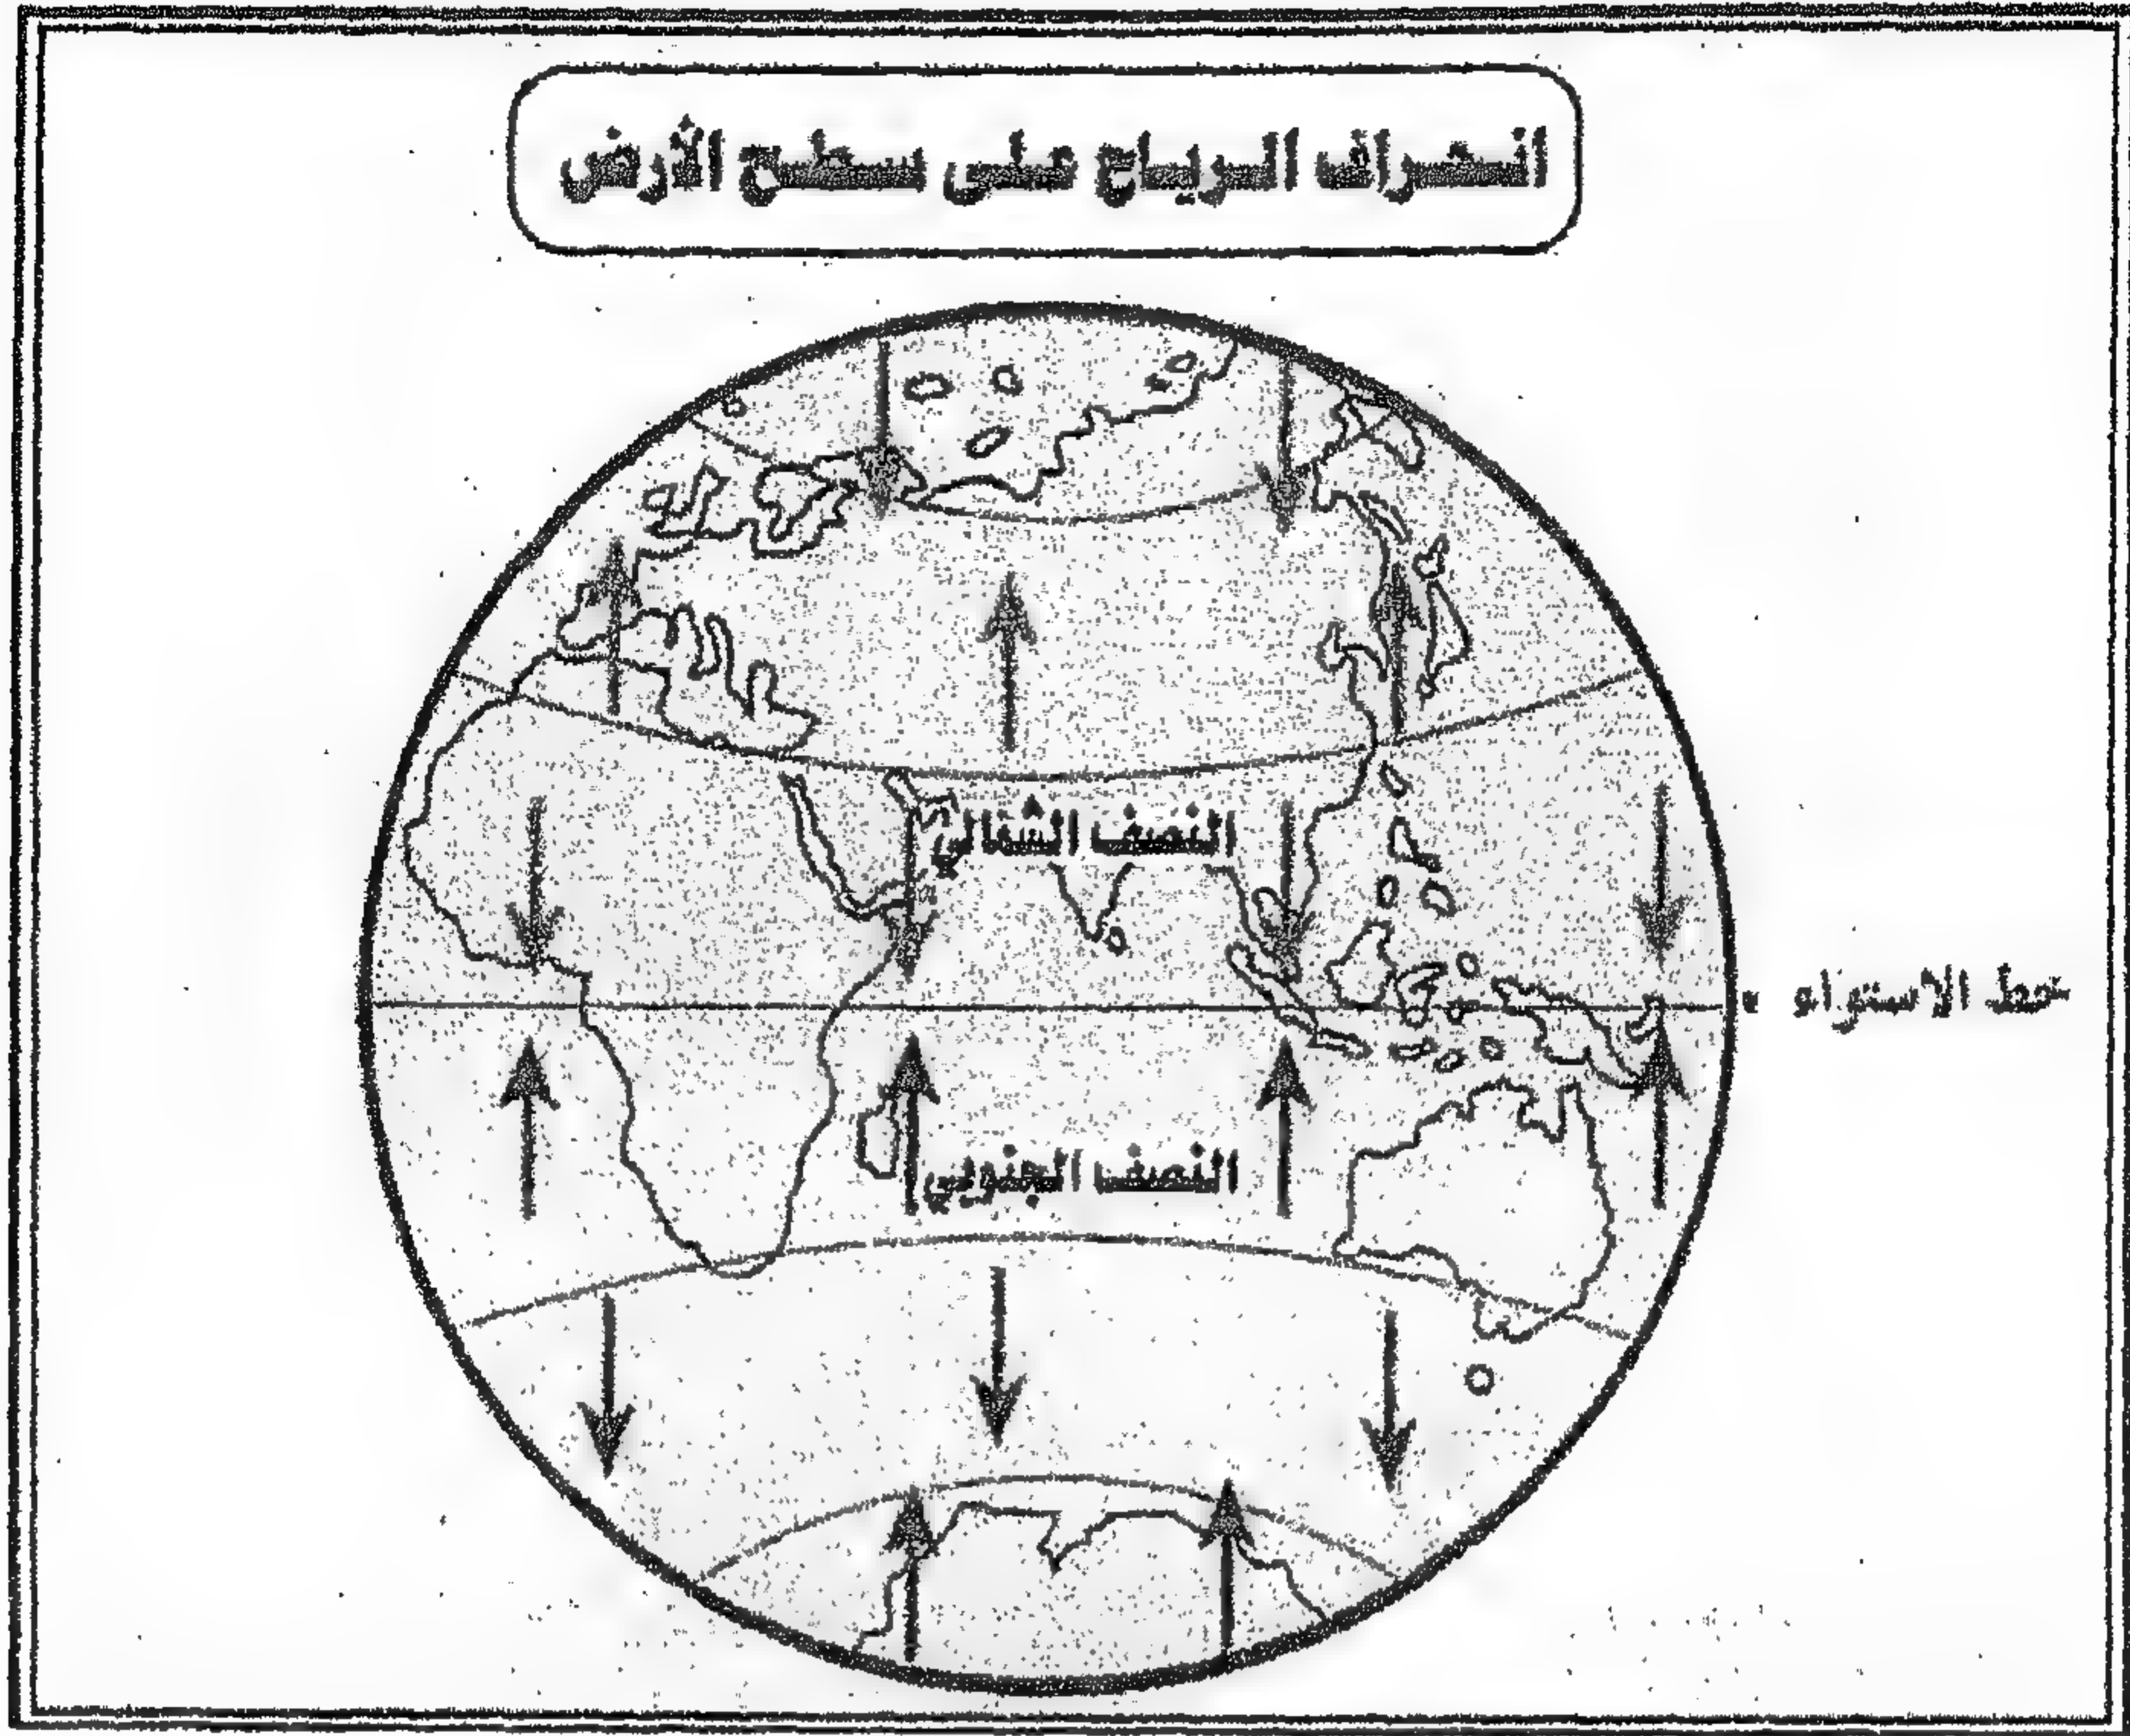 انحراف الرياح على سطح الأرض
النصف الشمالي
خط الاستواء
النصف الجنوبي